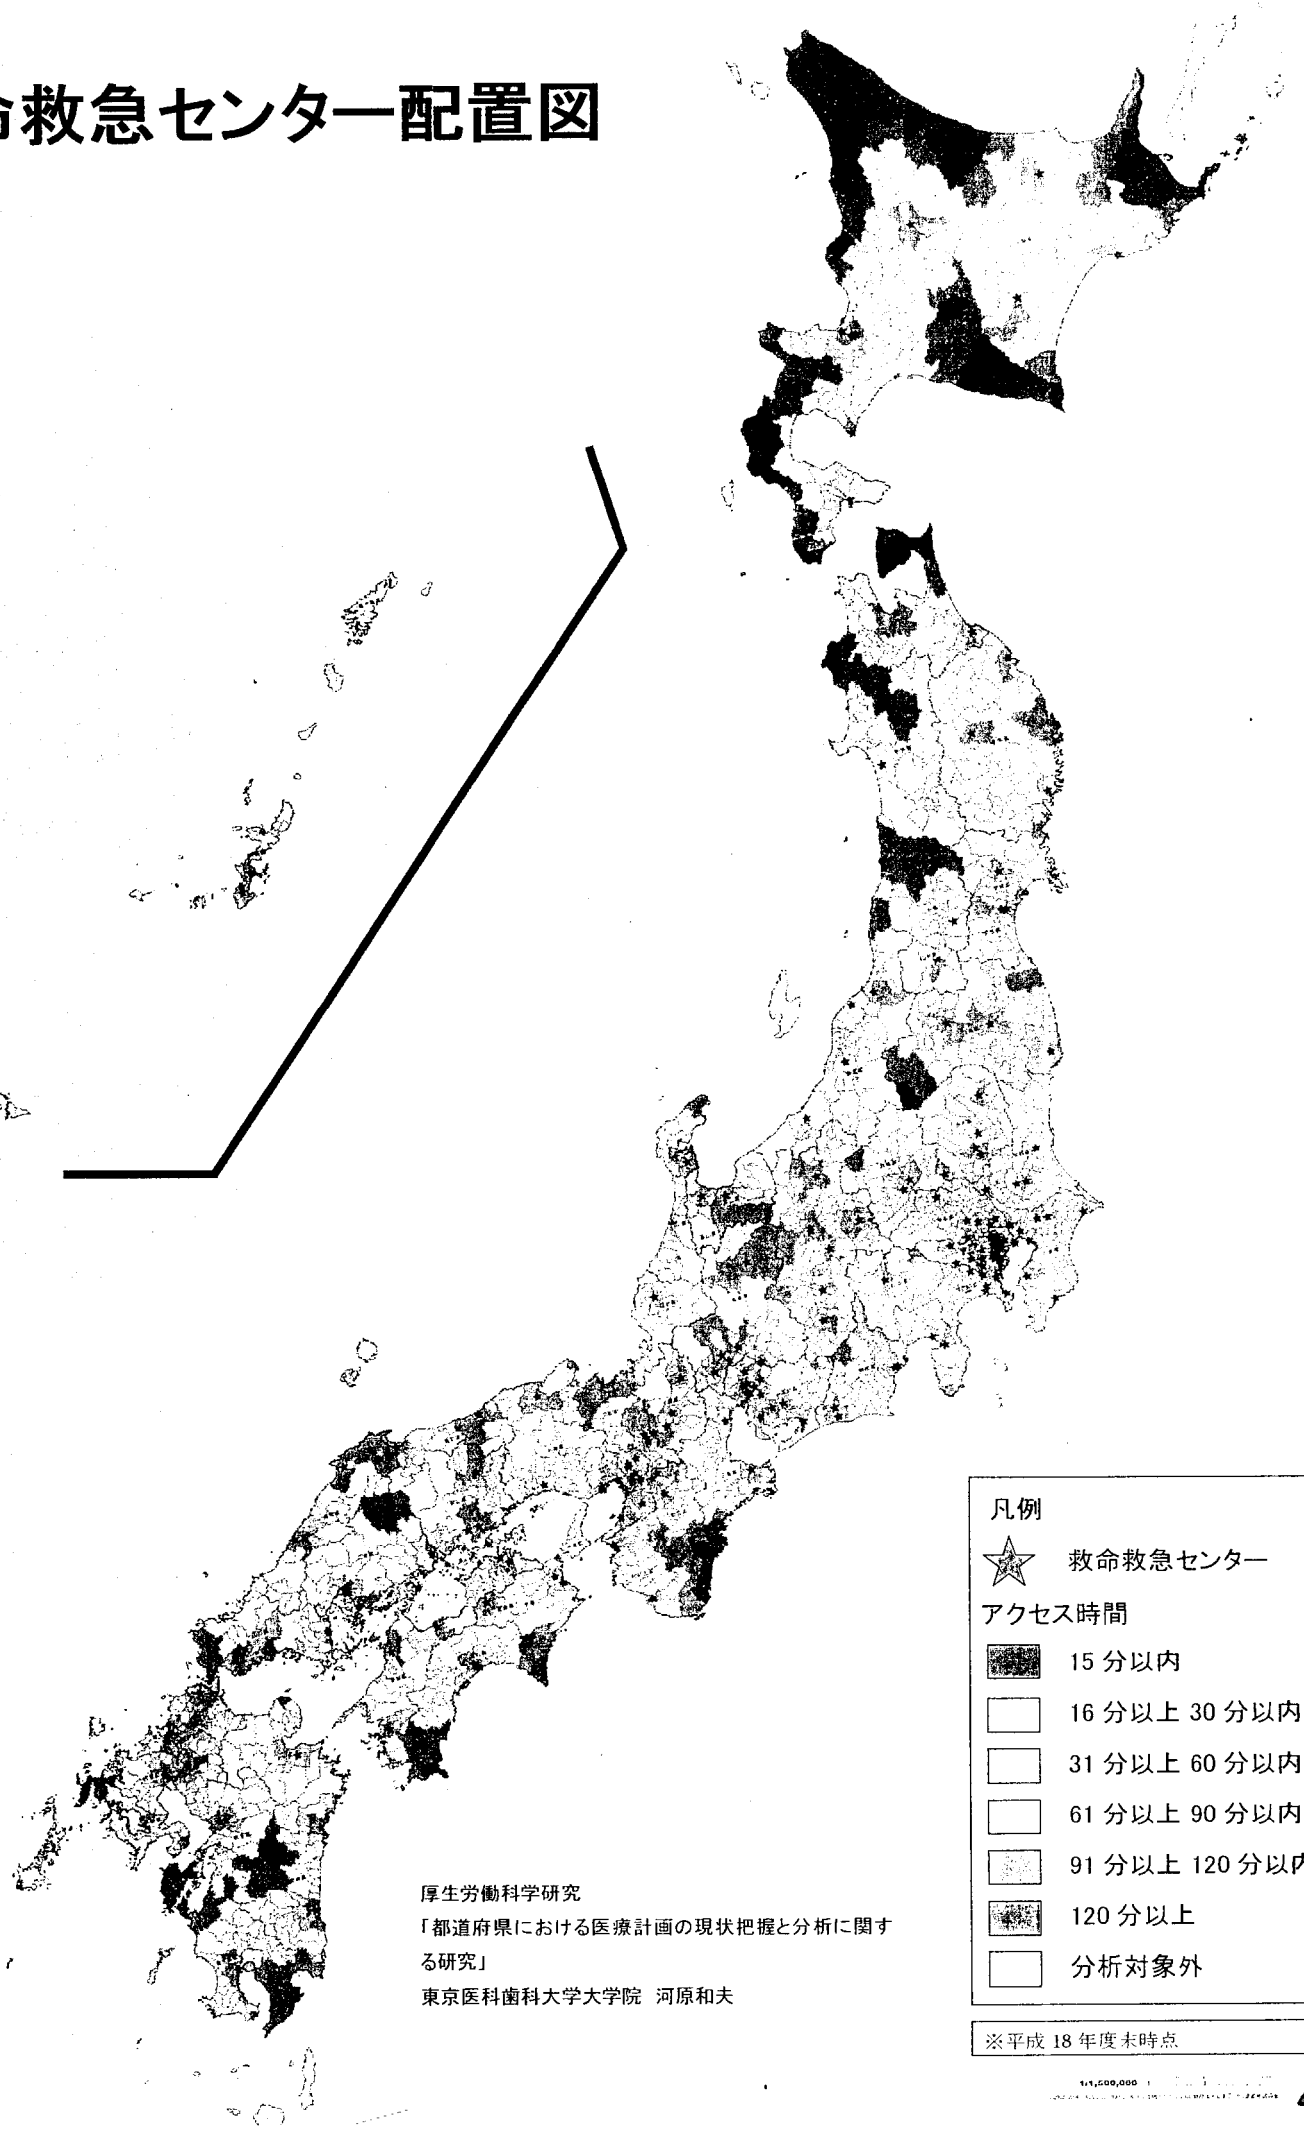 命救急センター配置図
凡例
救命救急センター
アクセス時間
15 分以内
16 分以上 30 分以内
31 分以上 60 分以内
61 分以上 90 分以内
91 分以上 120 分以内
120 分以上
分析対象外
厚生労働科学研究
「都道府県における医療計画の現状把握と分析に関す
る研究」
東京医科歯科大学大学院 河原和夫
※平成 18 年度末時点
1:1,500,000